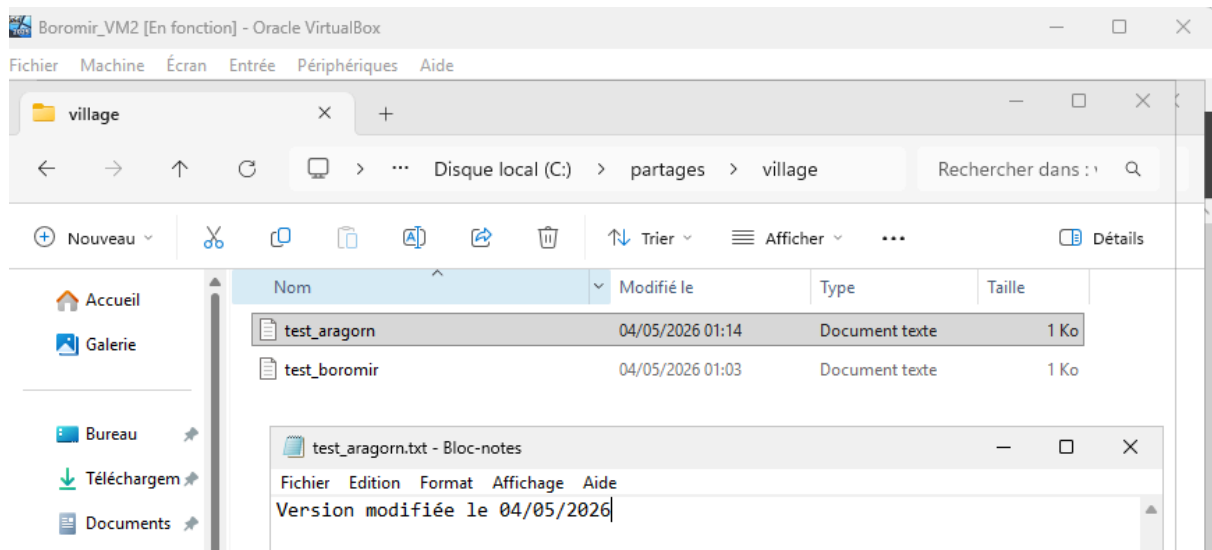 Boromir_VM2 [En fonction] - Oracle VirtualBox
Fichier Machine Écran Entrée Périphériques Aide
village
Disque local (C:) > partages > village
Rechercher dans :
Nouveau
Trier
Afficher
Détails
Accueil
Galerie
Bureau
Téléchargem
Documents
Nom Modifié le Type Taille
test_aragorn 04/05/2026 01:14 Document texte 1 Ko
test_boromir 04/05/2026 01:03 Document texte 1 Ko
test_aragorn.txt - Bloc-notes
Fichier Edition Format Affichage Aide
Version modifiée le 04/05/2026